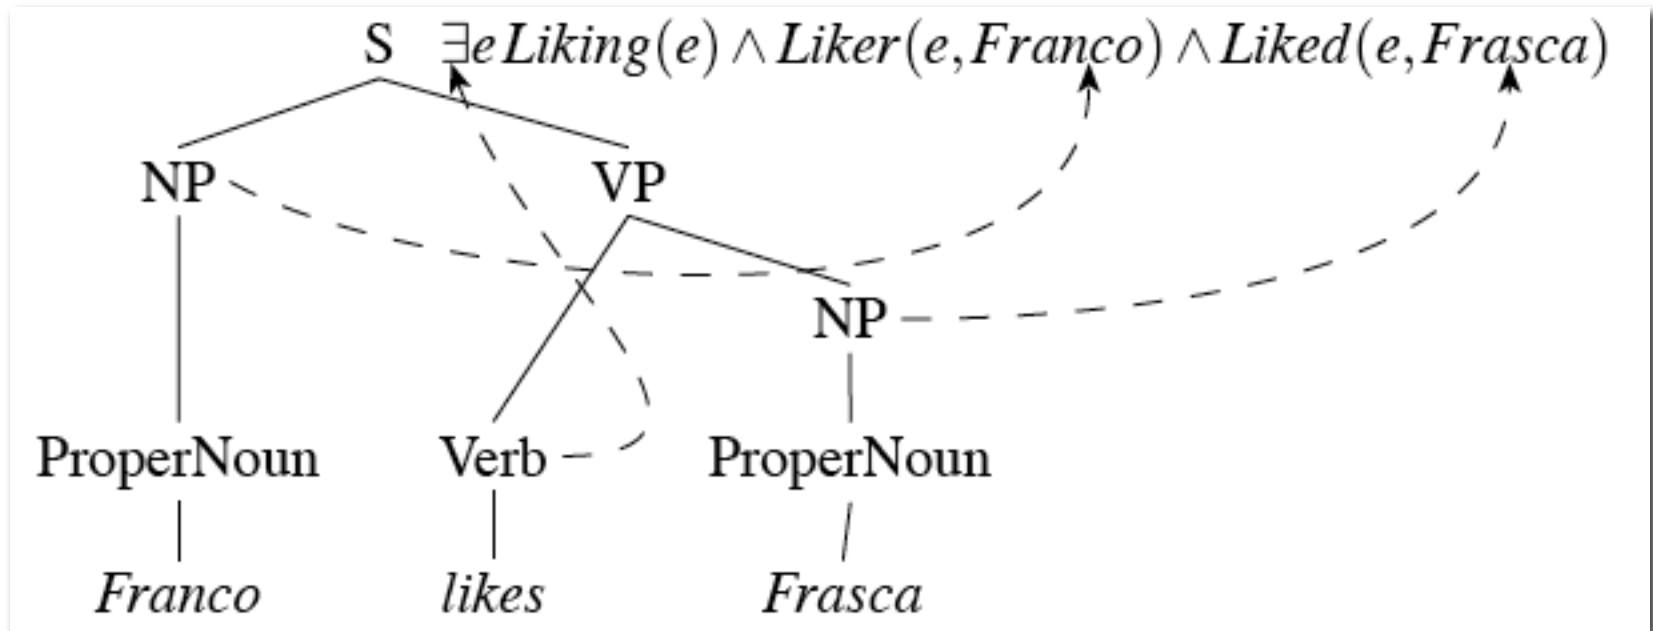 S ∃e Liking(e) ∧ Liker(e, Franco) ∧ Liked(e, Frasca)
NP VP
NP
ProperNoun Verb ProperNoun
Franco likes Frasca